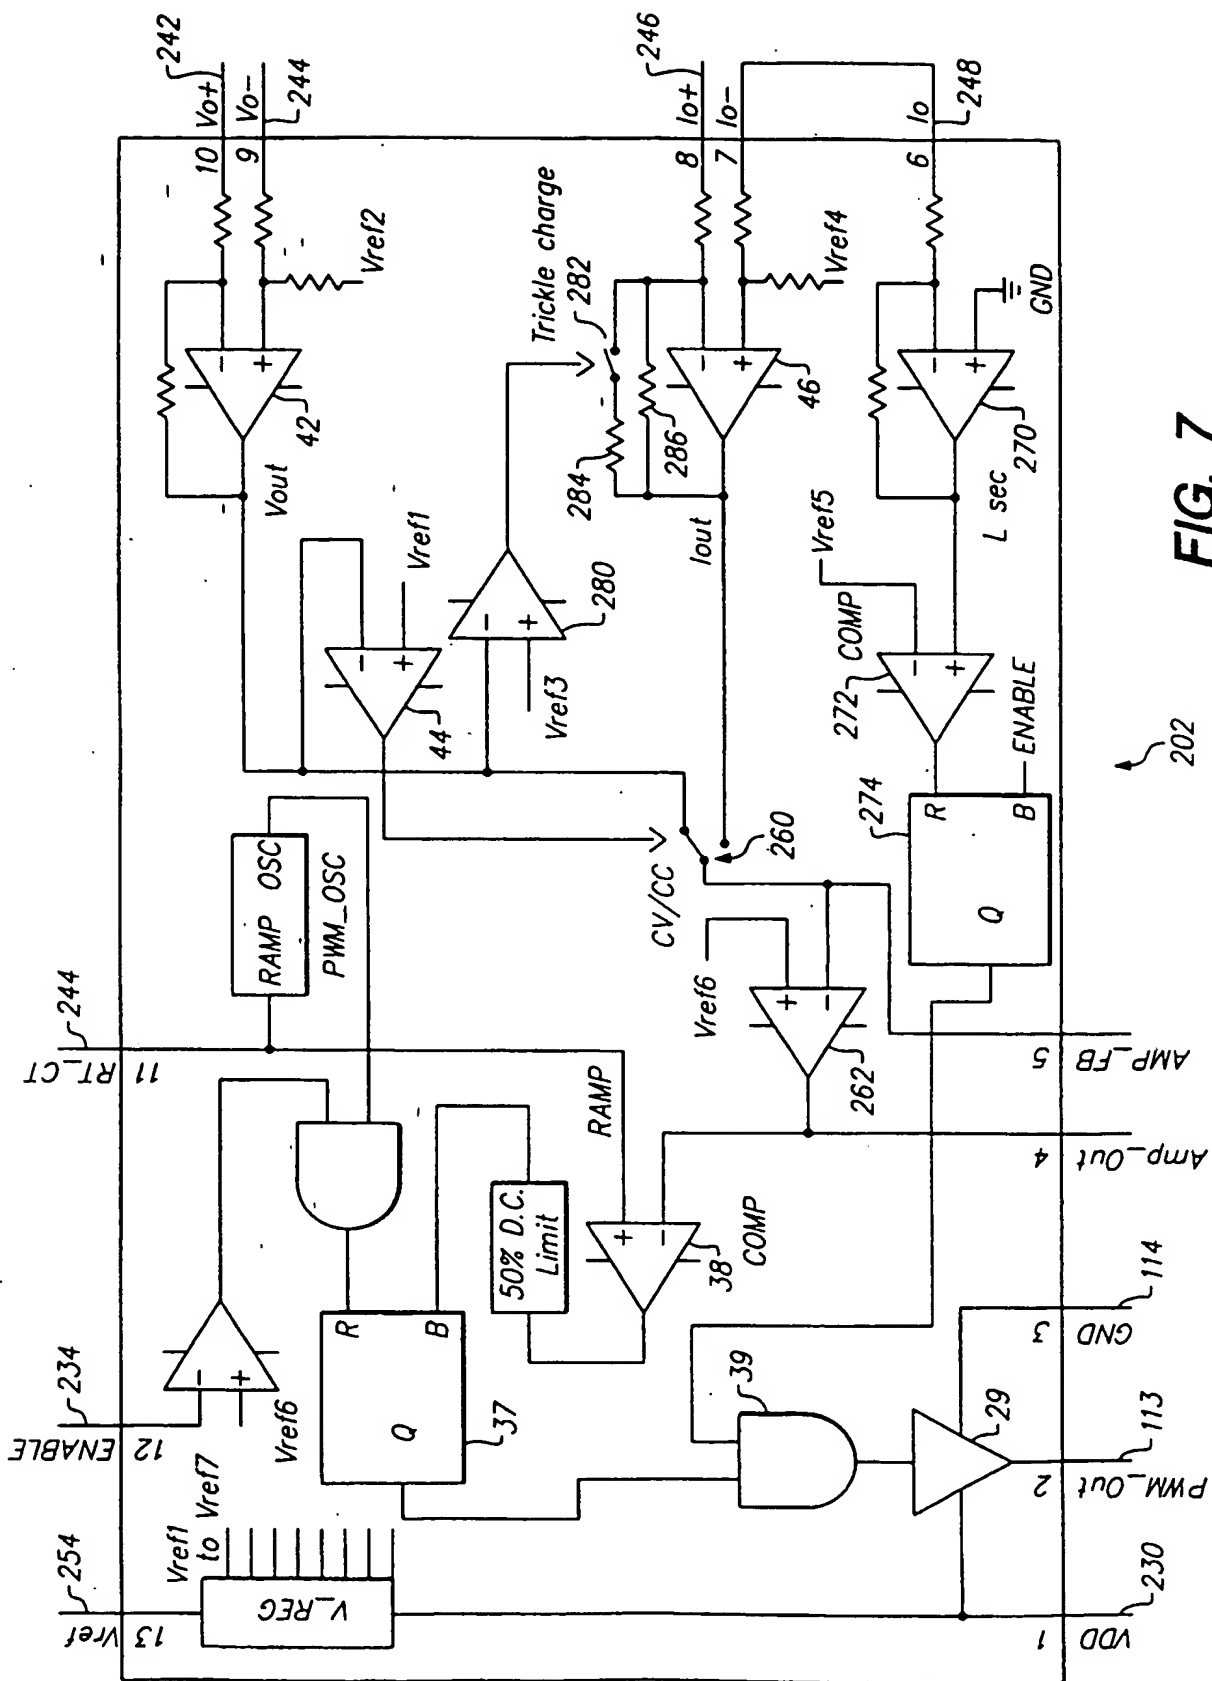 242
Vo+
10
Vo-
9
244
Vref2
-
+
42
Vout
246
Io+
8
Io-
7
Io
248
6
Vref4
Trickle charge
282
-
+
46
284
286
Iout
-
+
GND
270
L sec
Vref5
COMP
-
+
272
ENABLE
R
B
Q
274
-
+
Vref1
44
-
+
280
Vref3
CV/CC
260
Vref6
+
-
262
RAMP OSC
PWM_OSC
244
11 RT_CT
RAMP
50% D.C.
Limit
+
-
38
COMP
234
12 ENABLE
-
+
Vref6
R
B
Q
37
39
29
254
13 Vref
Vref1
to Vref7
V_REG
5 AMP_FB
4 Amp_Out
3 GND
114
2 PWM_Out
113
1 VDD
230
202
FIG. 7